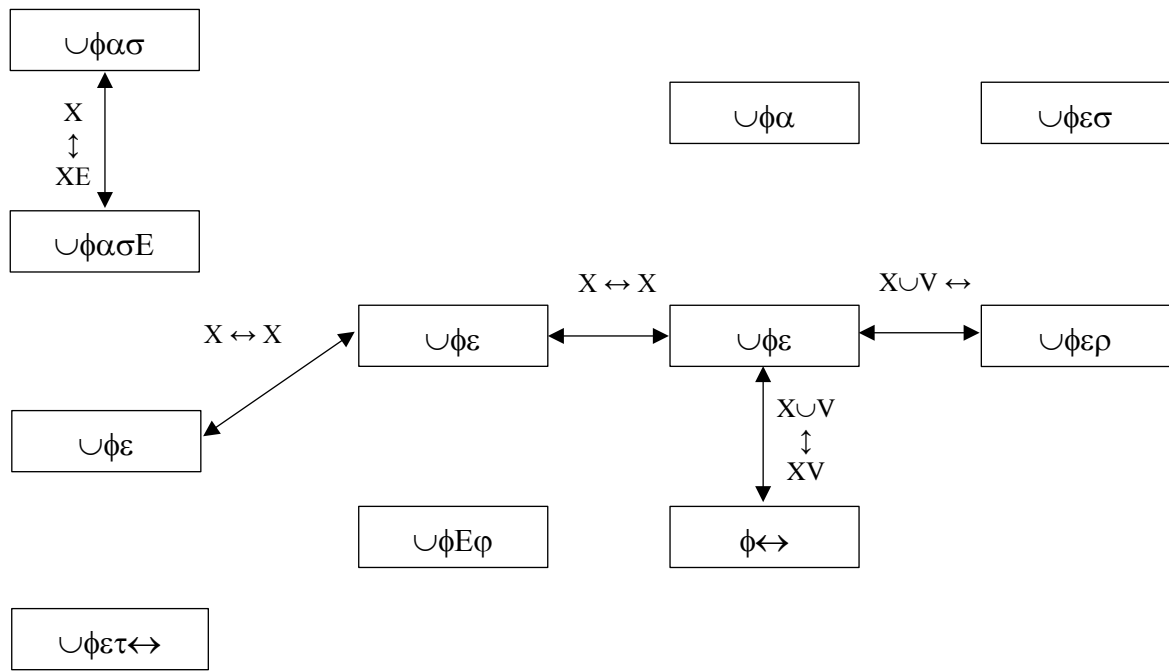 ∪ϕασ
X
↕
XE
∪ϕα
∪ϕεσ
∪ϕασE
X ↔ X
X∪V ↔
X ↔ X
∪ϕε
∪ϕε
∪ϕερ
∪ϕε
X∪V
↕
XV
∪ϕEφ
ϕ↔
∪ϕετ↔